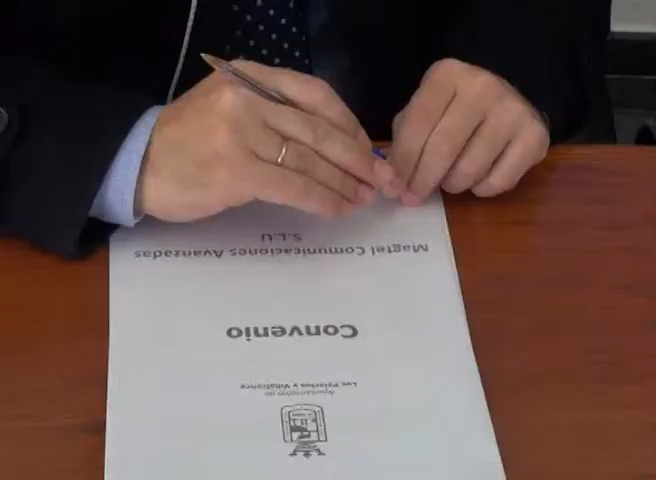 Ayuntamiento de
Los Palacios y Villafranca
Convenio
Magtel Comunicaciones Avanzadas
S.L.U